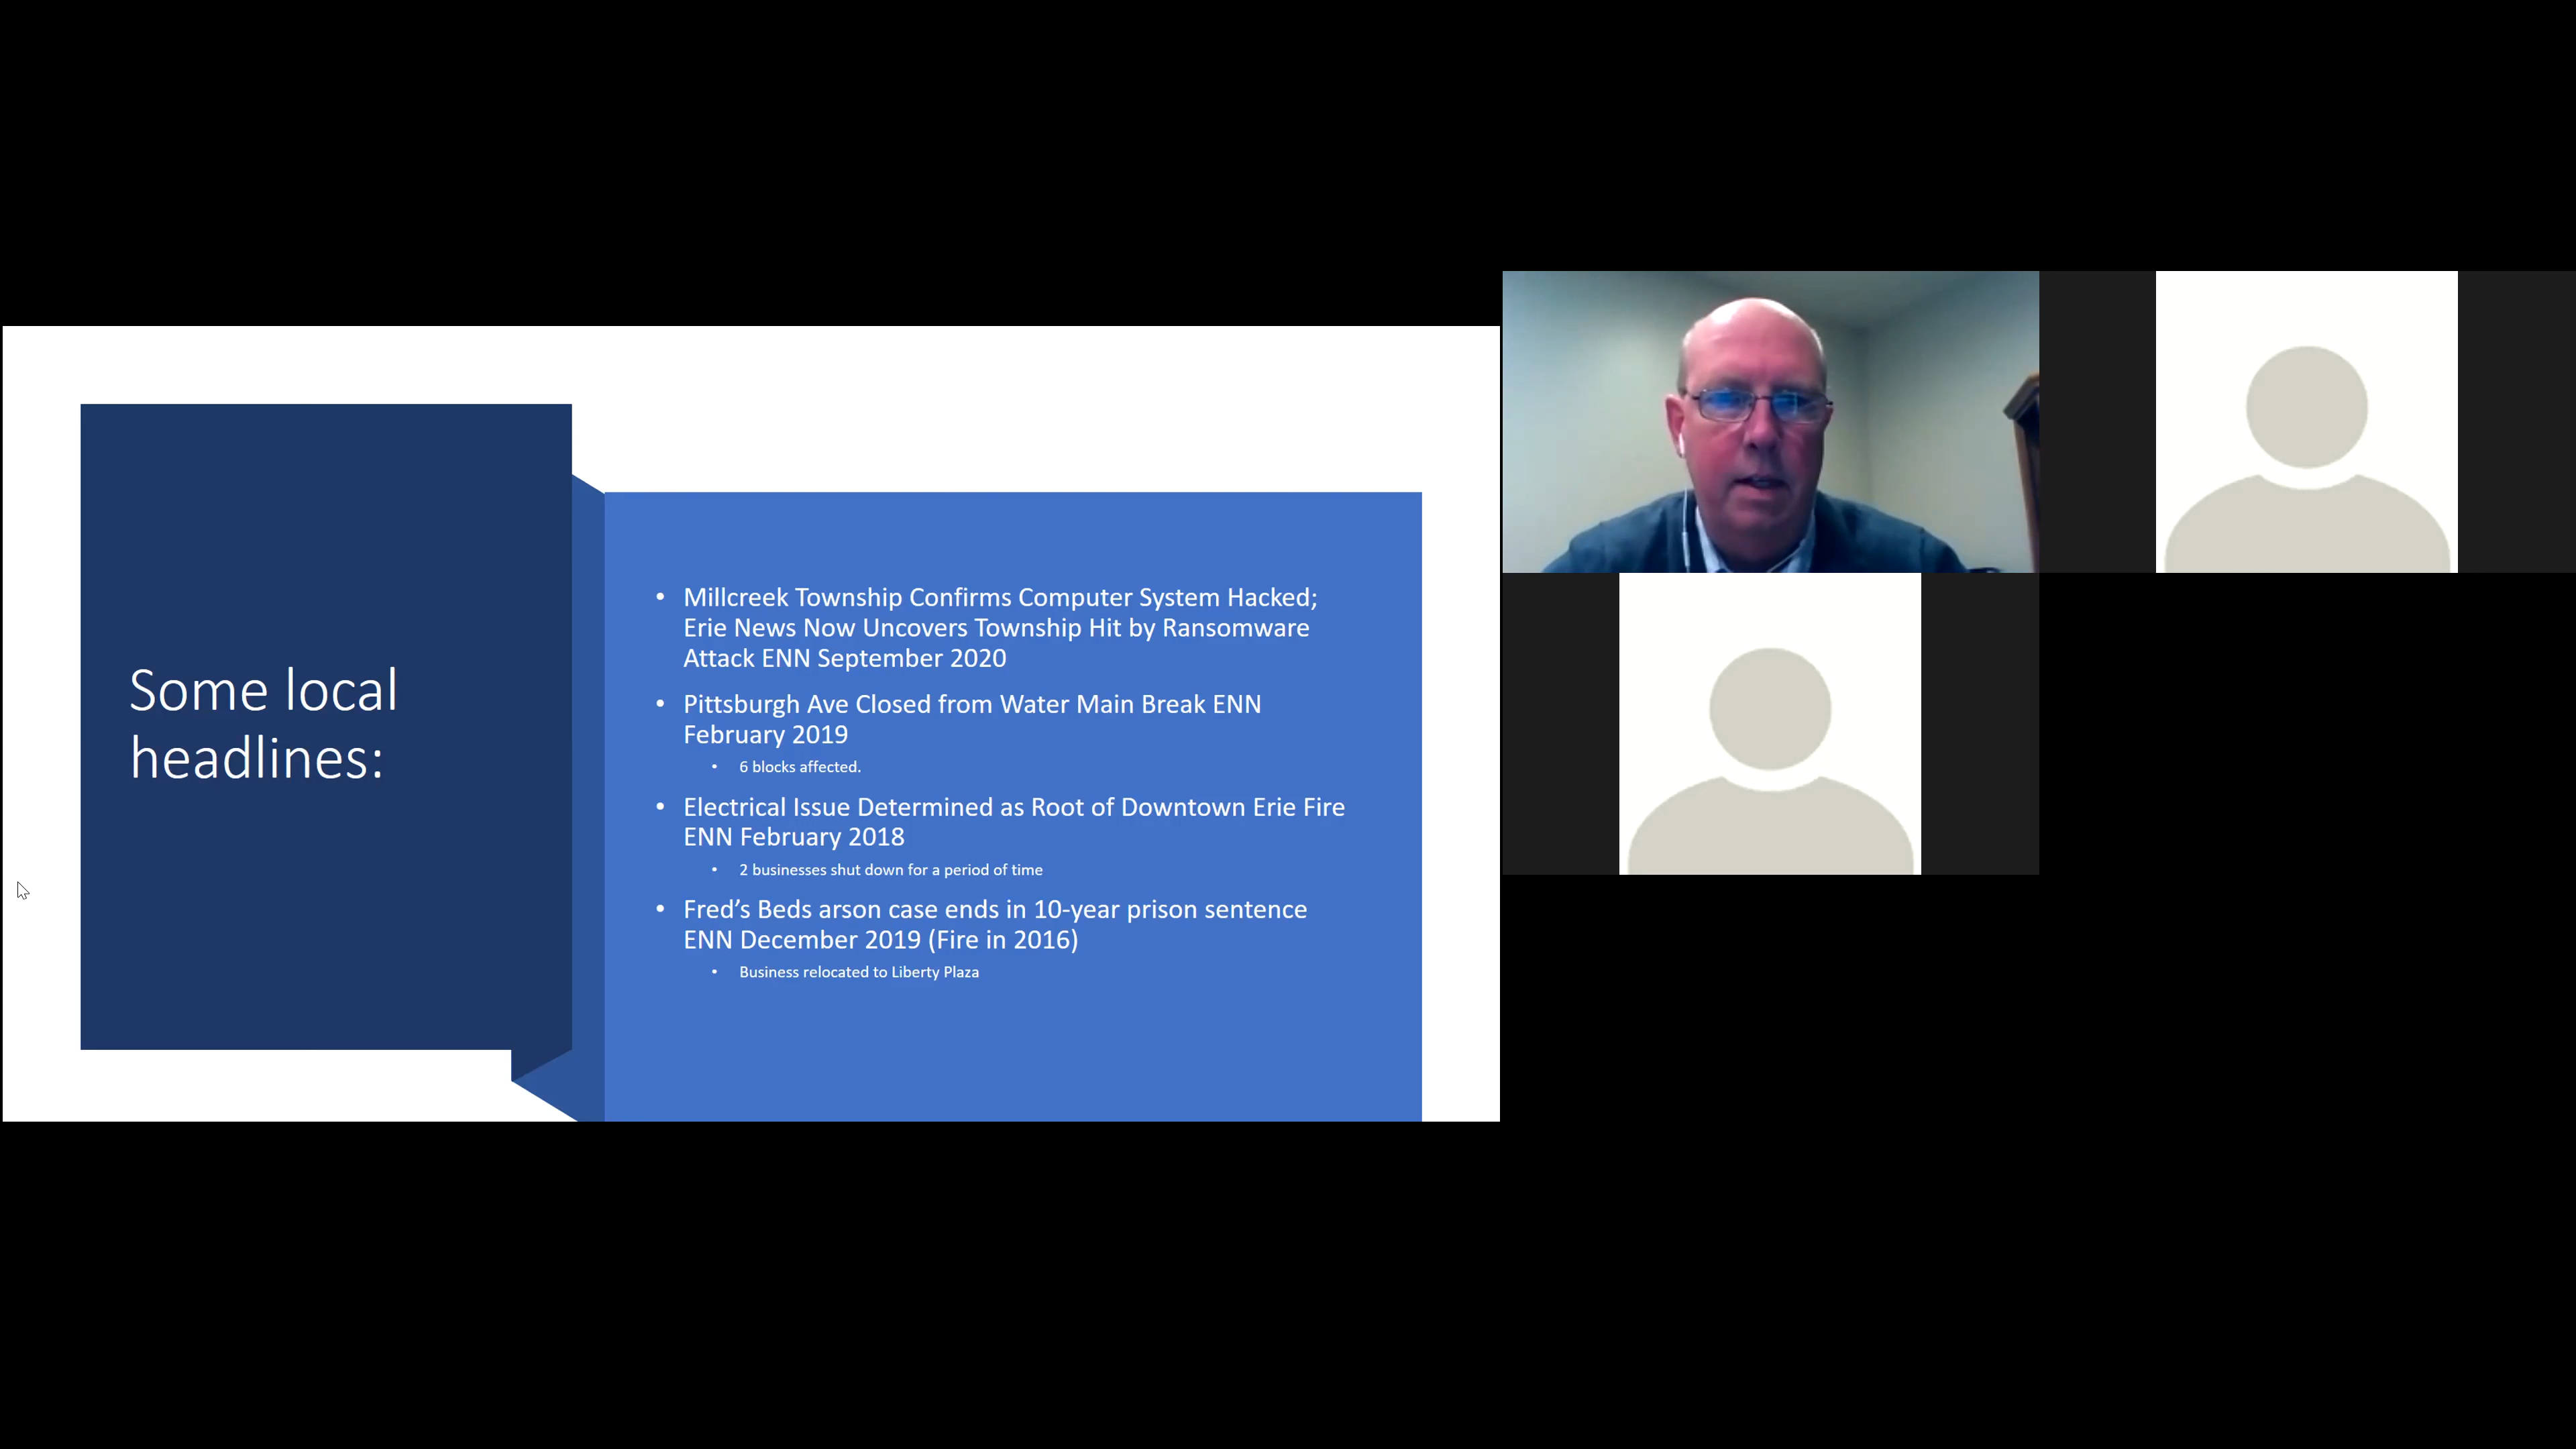 Some local
headlines:
• Millcreek Township Confirms Computer System Hacked;
Erie News Now Uncovers Township Hit by Ransomware
Attack ENN September 2020
• Pittsburgh Ave Closed from Water Main Break ENN
February 2019
• 6 blocks affected.
• Electrical Issue Determined as Root of Downtown Erie Fire
ENN February 2018
• 2 businesses shut down for a period of time
• Fred’s Beds arson case ends in 10-year prison sentence
ENN December 2019 (Fire in 2016)
• Business relocated to Liberty Plaza